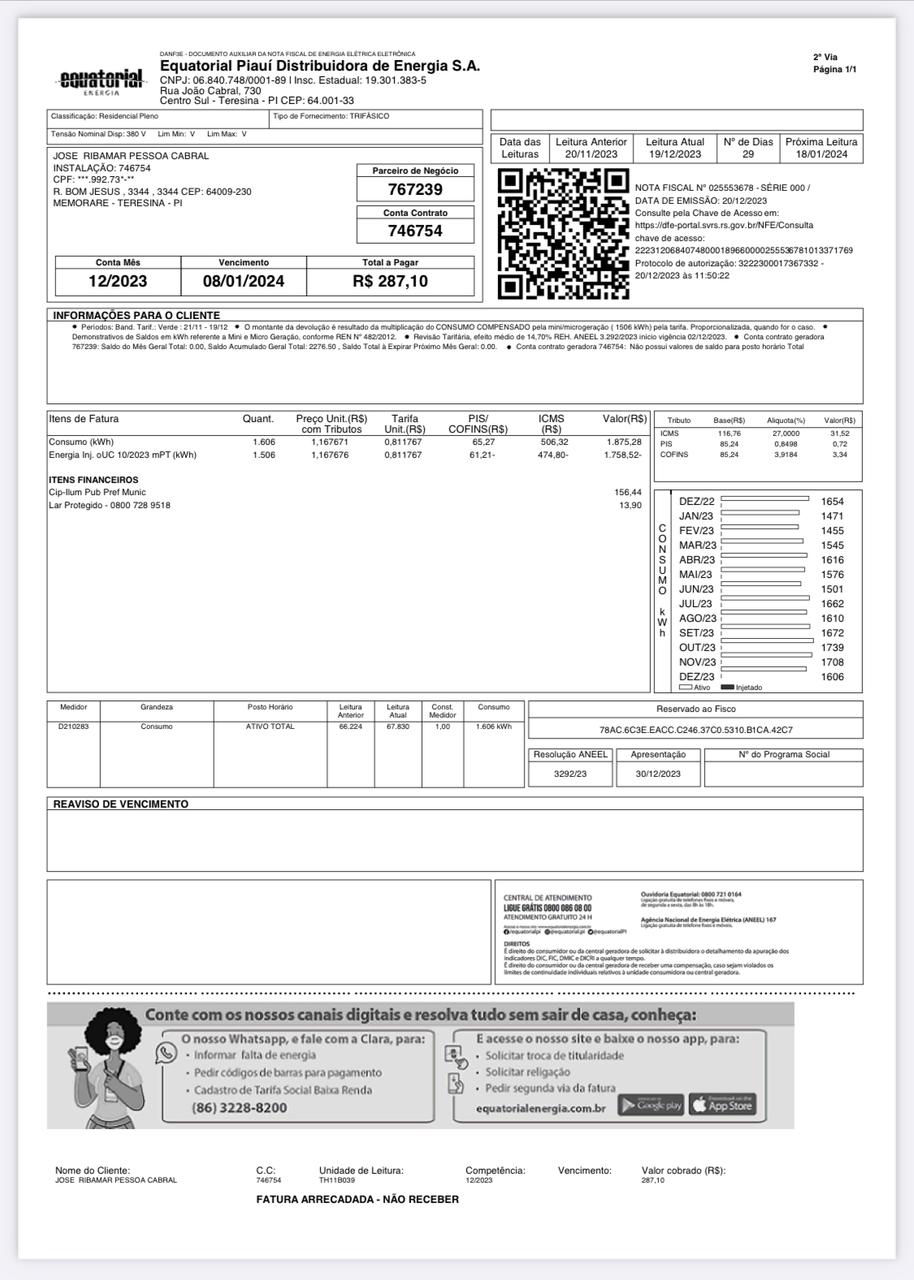 DANF3E - DOCUMENTO AUXILIAR DA NOTA FISCAL DE ENERGIA ELÉTRICA ELETRÔNICA
Equatorial Piauí Distribuidora de Energia S.A.
CNPJ: 06.840.748/0001-89 | Insc. Estadual: 19.301.383-5
Rua João Cabral, 730
Centro Sul - Teresina - PI CEP: 64.001-33
equatorial
ENERGIA
2ª Via
Página 1/1
Classificação: Residencial Pleno
Tipo de Fornecimento: TRIFÁSICO
Tensão Nominal Disp: 380 V Lim Min: V Lim Max: V
JOSE RIBAMAR PESSOA CABRAL
INSTALAÇÃO: 746754
CPF: ***.992.73*-**
R. BOM JESUS , 3344 , 3344 CEP: 64009-230
MEMORARE - TERESINA - PI
Parceiro de Negócio
767239
Conta Contrato
746754
Conta Mês Vencimento Total a Pagar
12/2023 08/01/2024 R$ 287,10
Data das Leituras Leitura Anterior Leitura Atual Nº de Dias Próxima Leitura
20/11/2023 19/12/2023 29 18/01/2024
NOTA FISCAL Nº 025553678 - SÉRIE 000 /
DATA DE EMISSÃO: 20/12/2023
Consulte pela Chave de Acesso em:
https://dfe-portal.svrs.rs.gov.br/NFE/Consulta
chave de acesso:
22231206840748000189660000255536781013371769
Protocolo de autorização: 3222300017367332 -
20/12/2023 às 11:50:22
INFORMAÇÕES PARA O CLIENTE
● Períodos: Band. Tarif.: Verde : 21/11 - 19/12 ● O montante da devolução é resultado da multiplicação do CONSUMO COMPENSADO pela mini/microgeração ( 1506 kWh) pela tarifa. Proporcionalizada, quando for o caso. ●
Demonstrativos de Saldos em kWh referente a Mini e Micro Geração, conforme REN Nº 482/2012. ● Revisão Tarifária, efeito médio de 14,70% REH. ANEEL 3.292/2023 inicio vigência 02/12/2023. ● Conta contrato geradora
767239: Saldo do Mês Geral Total: 0.00, Saldo Acumulado Geral Total: 2276.50 , Saldo Total à Expirar Próximo Mês Geral: 0.00. ● Conta contrato geradora 746754: Não possui valores de saldo para posto horário Total
Itens de Fatura Quant. Preço Unit.(R$) com Tributos Tarifa Unit.(R$) PIS/ COFINS(R$) ICMS (R$) Valor(R$)
Consumo (kWh) 1.606 1,167671 0,811767 65,27 506,32 1.875,28
Energia Inj. oUC 10/2023 mPT (kWh) 1.506 1,167676 0,811767 61,21- 474,80- 1.758,52-
ITENS FINANCEIROS
Cip-Ilum Pub Pref Munic 156,44
Lar Protegido - 0800 728 9518 13,90
Tributo Base(R$) Aliquota(%) Valor(R$)
ICMS 116,76 27,0000 31,52
PIS 85,24 0,8498 0,72
COFINS 85,24 3,9184 3,34
CONSUMO kWh
DEZ/22 1654
JAN/23 1471
FEV/23 1455
MAR/23 1545
ABR/23 1616
MAI/23 1576
JUN/23 1501
JUL/23 1662
AGO/23 1610
SET/23 1672
OUT/23 1739
NOV/23 1708
DEZ/23 1606
Ativo Injetado
Medidor Grandeza Posto Horário Leitura Anterior Leitura Atual Const. Medidor Consumo
D210283 Consumo ATIVO TOTAL 66.224 67.830 1,00 1.606 kWh
Reservado ao Fisco
78AC.6C3E.EACC.C246.37C0.5310.B1CA.42C7
Resolução ANEEL Apresentação Nº do Programa Social
3292/23 30/12/2023
REAVISO DE VENCIMENTO
CENTRAL DE ATENDIMENTO
LIGUE GRÁTIS 0800 086 08 00
ATENDIMENTO GRATUITO 24 H
Acesse o nosso site: www.equatorialenergia.com.br
/equatorialpi @equatorial.pi @equatorialPI
Ouvidoria Equatorial: 0800 721 0164
Ligação gratuita de telefones fixos e móveis,
de segunda a sexta, das 8h às 18h.
Agência Nacional de Energia Elétrica (ANEEL) 167
Ligação gratuita de telefone fixos e móveis.
DIREITOS
É direito do consumidor ou da central geradora de solicitar à distribuidora o detalhamento da apuração dos
indicadores DIC, FIC, DMIC e DICRI a qualquer tempo.
É direito do consumidor ou da central geradora de receber uma compensação, caso sejam violados os
limites de continuidade individuais relativos à unidade consumidora ou central geradora.
Conte com os nossos canais digitais e resolva tudo sem sair de casa, conheça:
O nosso Whatsapp, e fale com a Clara, para:
• Informar falta de energia
• Pedir códigos de barras para pagamento
• Cadastro de Tarifa Social Baixa Renda
(86) 3228-8200
E acesse o nosso site e baixe o nosso app, para:
• Solicitar troca de titularidade
• Solicitar religação
• Pedir segunda via da fatura
equatorialenergia.com.br
Google play
Download on the
App Store
Nome do Cliente: C.C: Unidade de Leitura: Competência: Vencimento: Valor cobrado (R$):
JOSE RIBAMAR PESSOA CABRAL 746754 TH11B039 12/2023 287,10
FATURA ARRECADADA - NÃO RECEBER